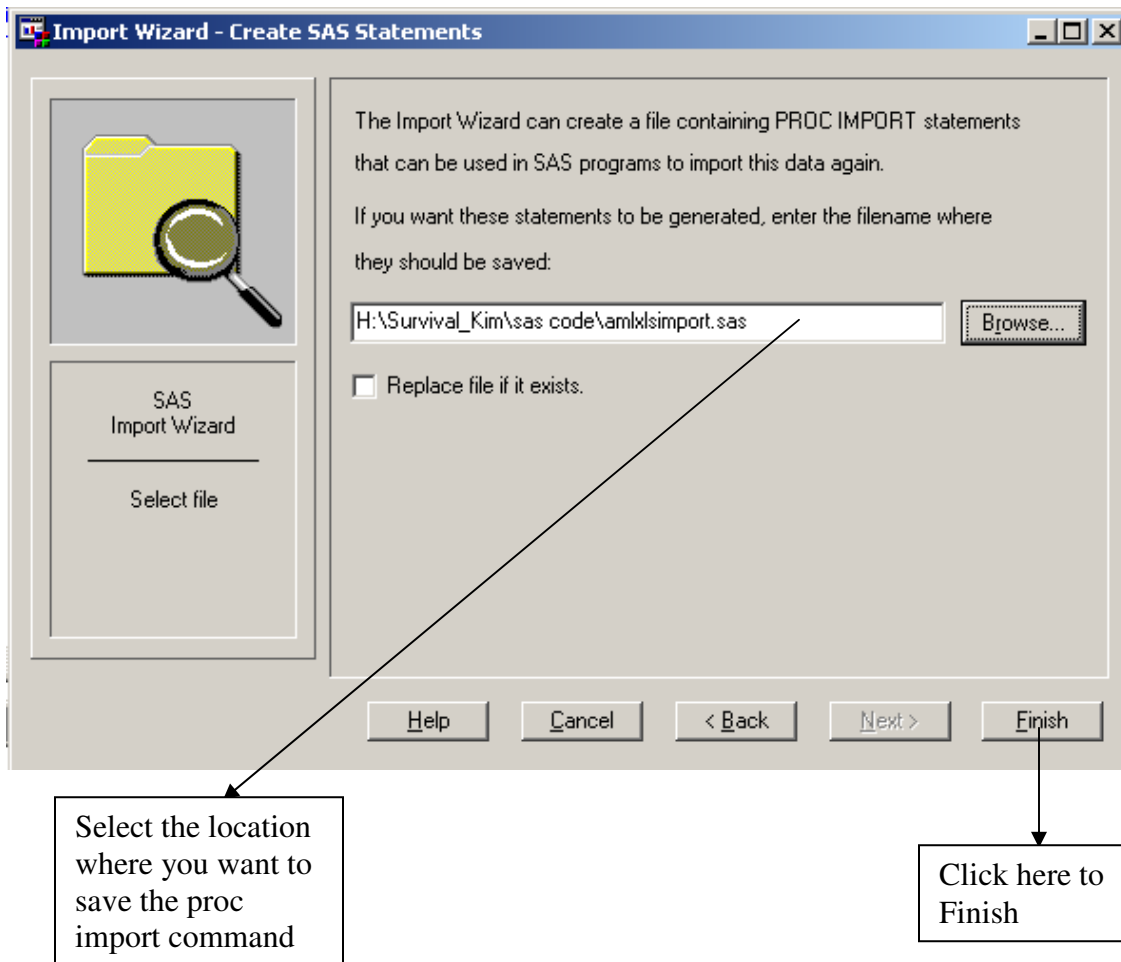 Import Wizard - Create SAS Statements
The Import Wizard can create a file containing PROC IMPORT statements
that can be used in SAS programs to import this data again.
If you want these statements to be generated, enter the filename where
they should be saved:
H:\Survival_Kim\sas code\amlxlsimport.sas
Browse...
Replace file if it exists.
SAS
Import Wizard
Select file
Help
Cancel
< Back
Next >
Finish
Select the location
where you want to
save the proc
import command
Click here to
Finish